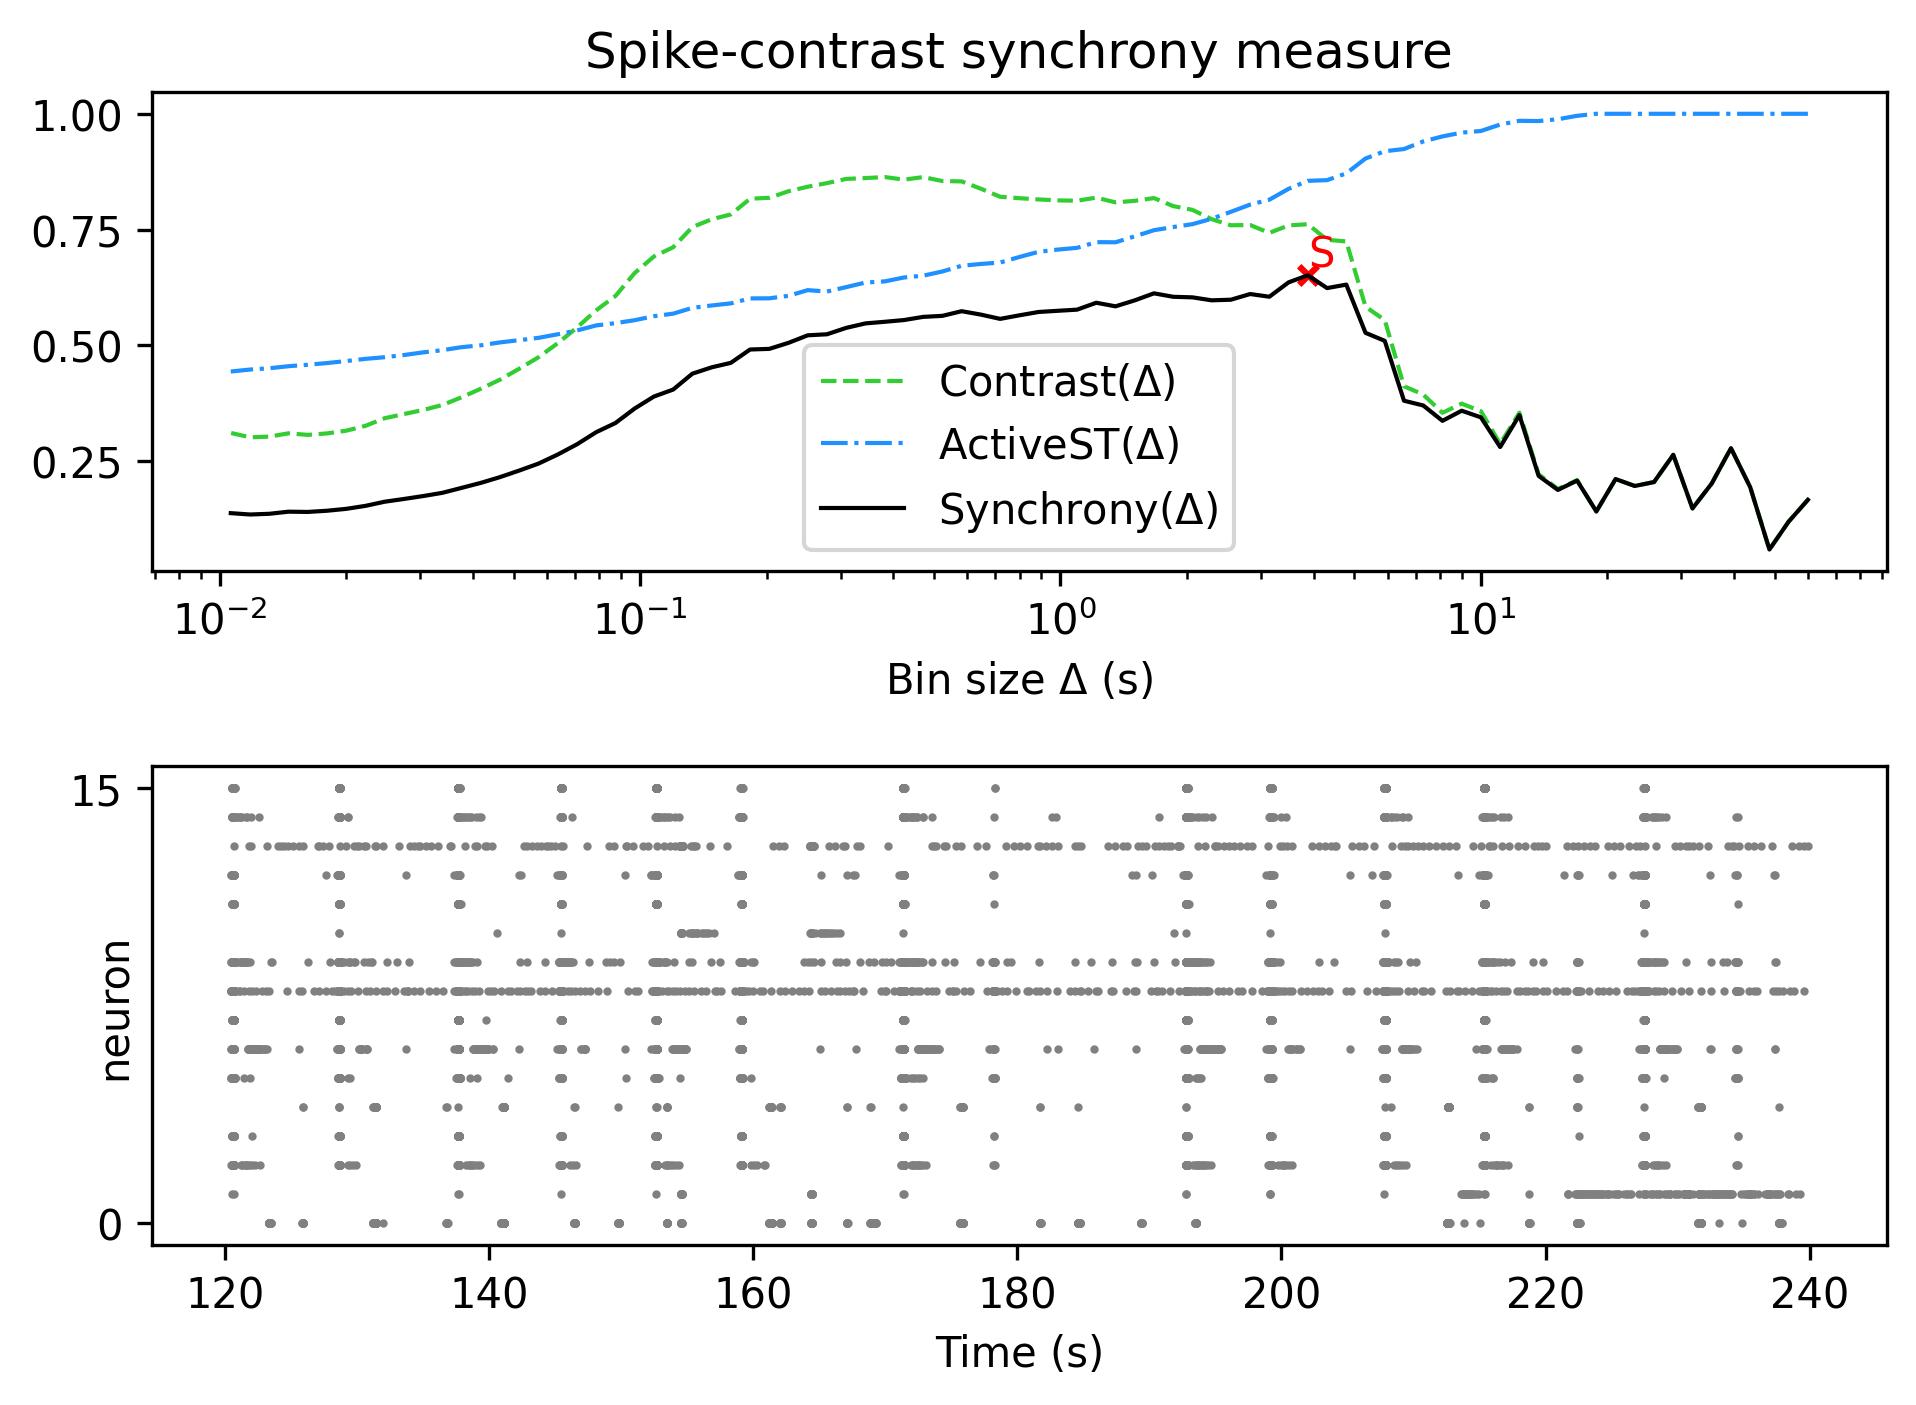 Spike-contrast synchrony measure
1.00
0.75
0.50
0.25
S
Contrast(Δ)
ActiveST(Δ)
Synchrony(Δ)
10⁻² 10⁻¹ 10⁰ 10¹
Bin size Δ (s)
15
neuron
0
120 140 160 180 200 220 240
Time (s)